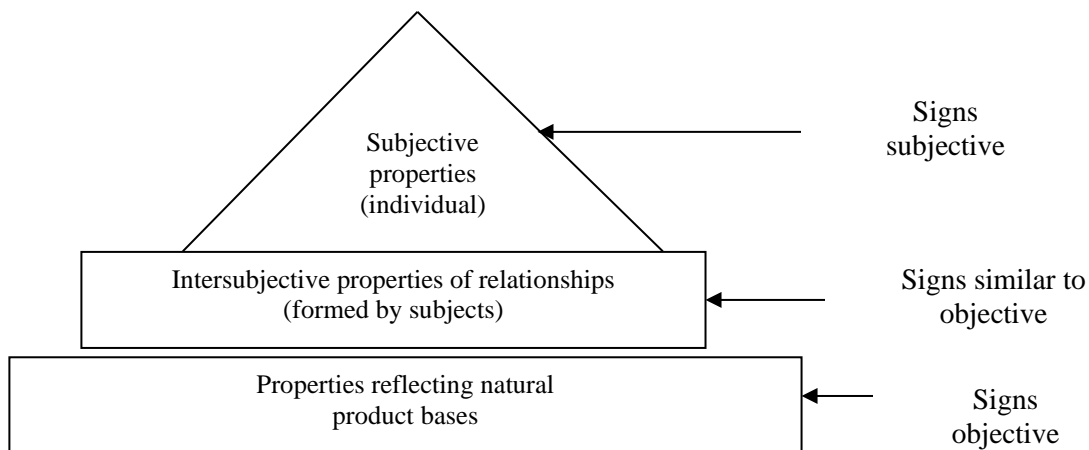 Subjective
properties
(individual)
Signs
subjective
Intersubjective properties of relationships
(formed by subjects)
Signs similar to
objective
Properties reflecting natural
product bases
Signs
objective